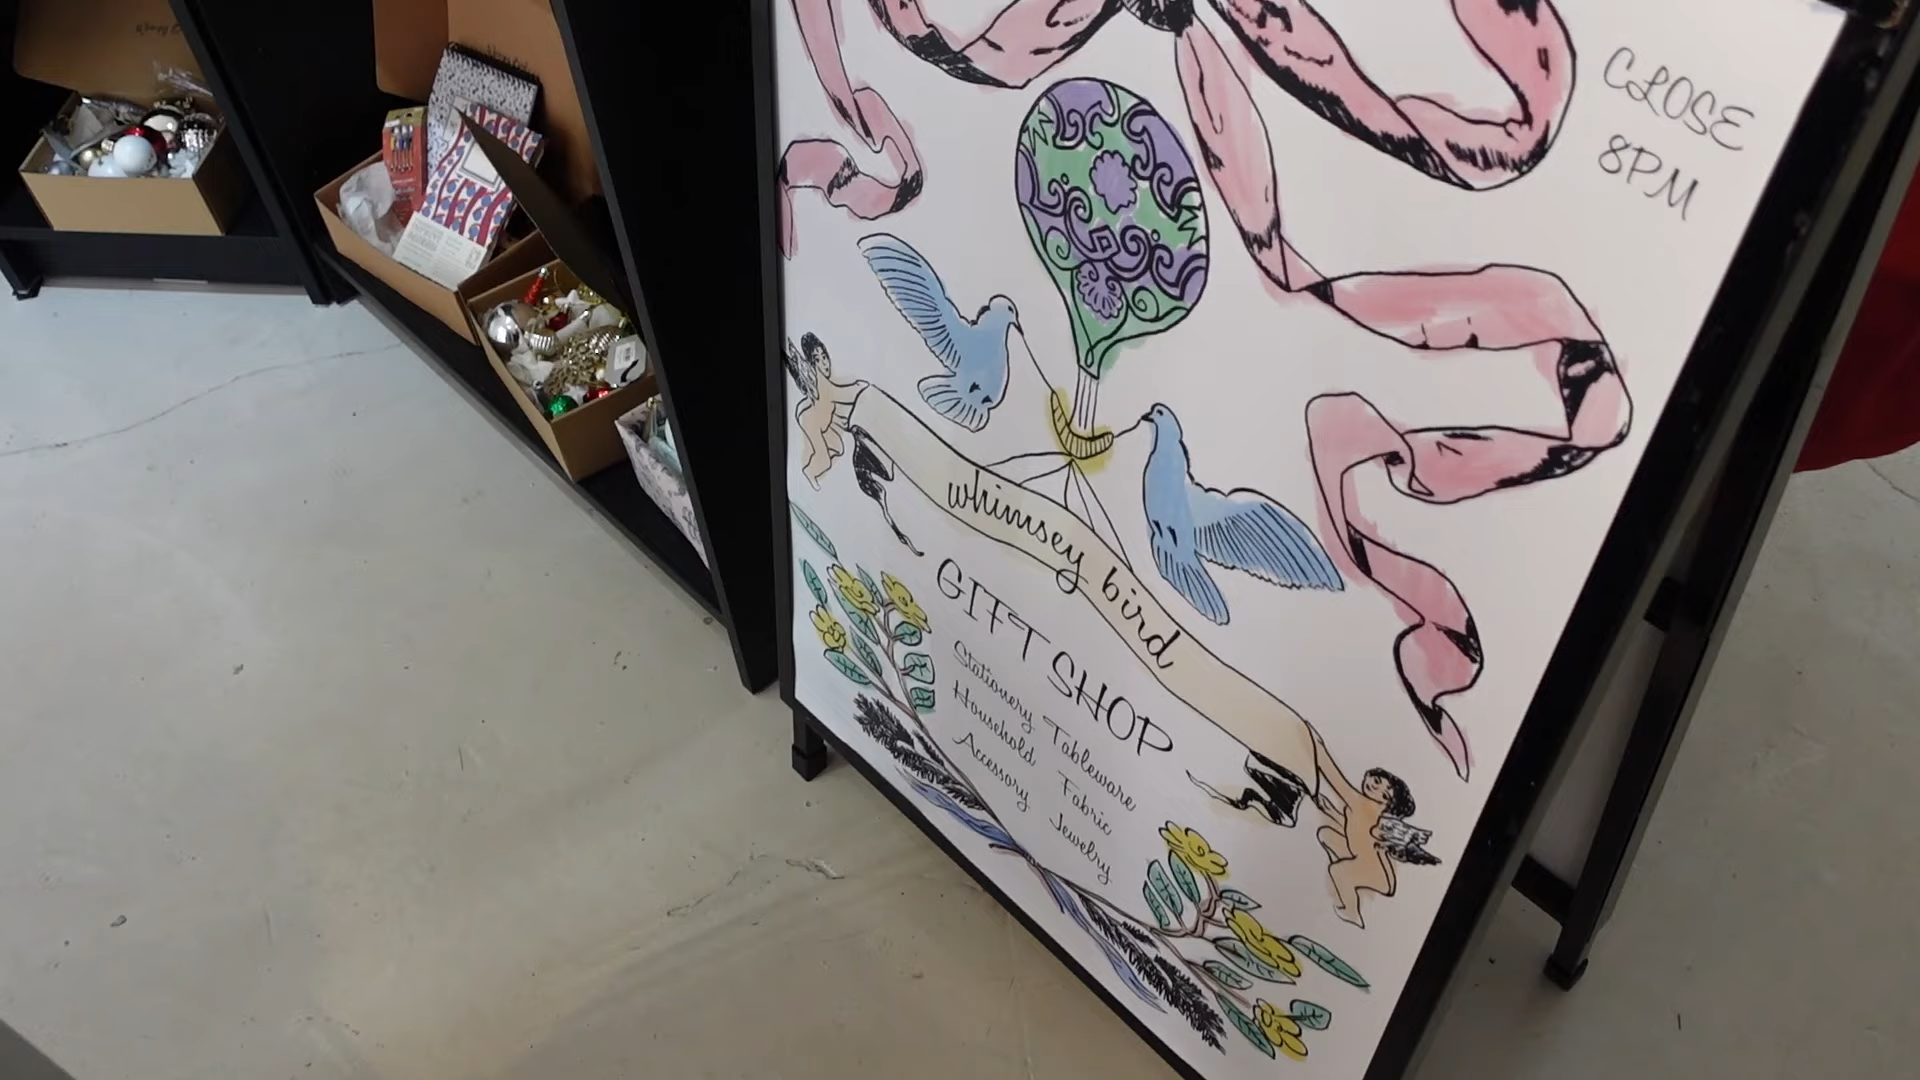 CLOSE
8PM
whimsey bird
GIFT SHOP
Stationery Tableware
Household Fabric
Accessory Jewelry